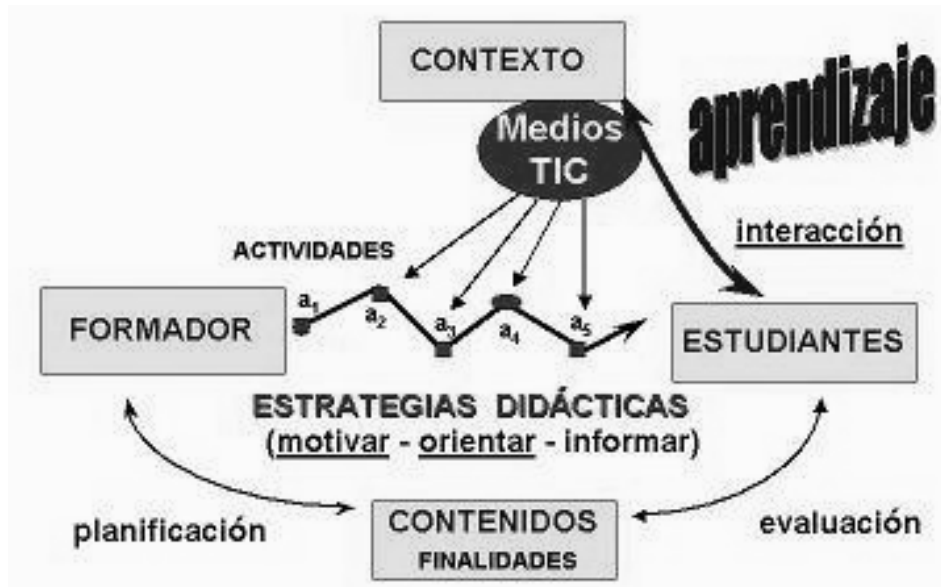 CONTEXTO
aprendizaje
Medios
TIC
interacción
ACTIVIDADES
a1
a2
a3
a4
a5
FORMADOR
ESTUDIANTES
ESTRATEGIAS DIDÁCTICAS
(motivar - orientar - informar)
planificación
CONTENIDOS
FINALIDADES
evaluación